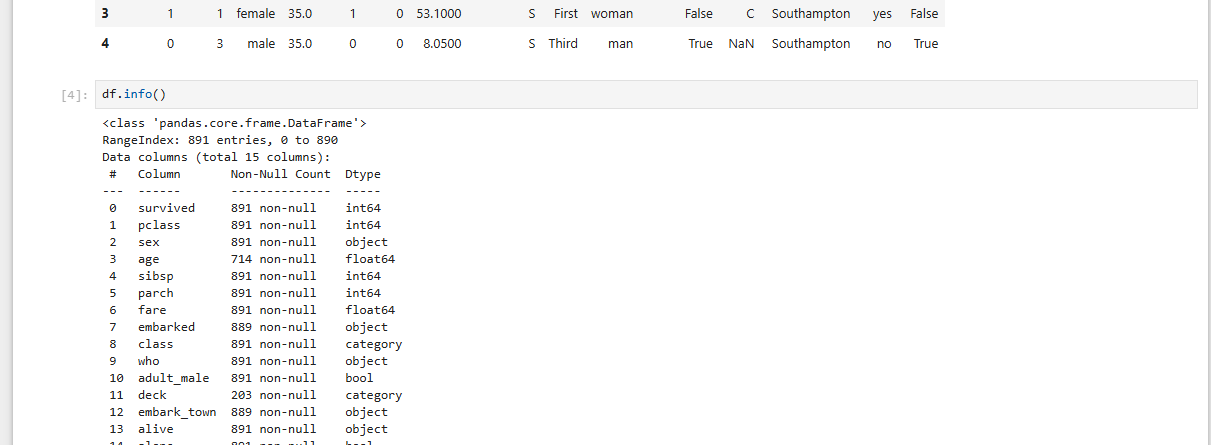 3 1 1 female 35.0 1 0 53.1000 S First woman False C Southampton yes False
4 0 3 male 35.0 0 0 8.0500 S Third man True NaN Southampton no True
[4]: df.info()
<class 'pandas.core.frame.DataFrame'>
RangeIndex: 891 entries, 0 to 890
Data columns (total 15 columns):
# Column Non-Null Count Dtype
--- ------ -------------- -----
0 survived 891 non-null int64
1 pclass 891 non-null int64
2 sex 891 non-null object
3 age 714 non-null float64
4 sibsp 891 non-null int64
5 parch 891 non-null int64
6 fare 891 non-null float64
7 embarked 889 non-null object
8 class 891 non-null category
9 who 891 non-null object
10 adult_male 891 non-null bool
11 deck 203 non-null category
12 embark_town 889 non-null object
13 alive 891 non-null object